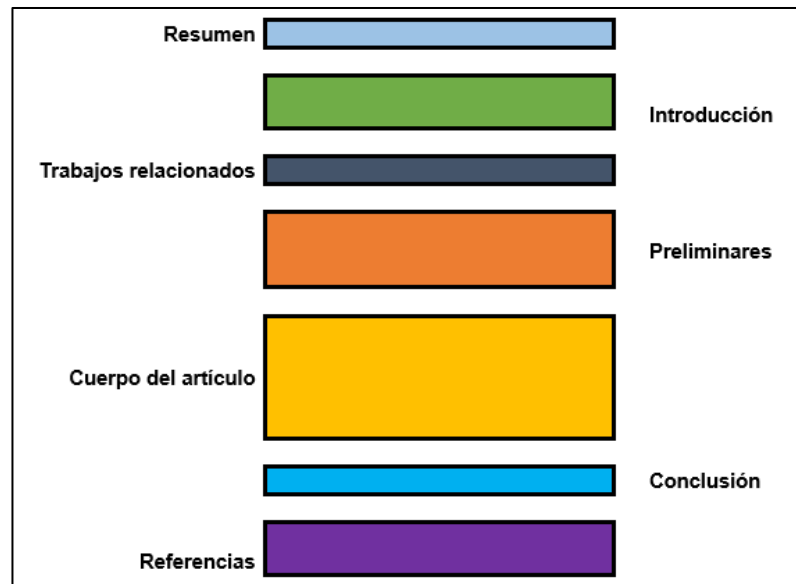 Resumen
Introducción
Trabajos relacionados
Preliminares
Cuerpo del artículo
Conclusión
Referencias